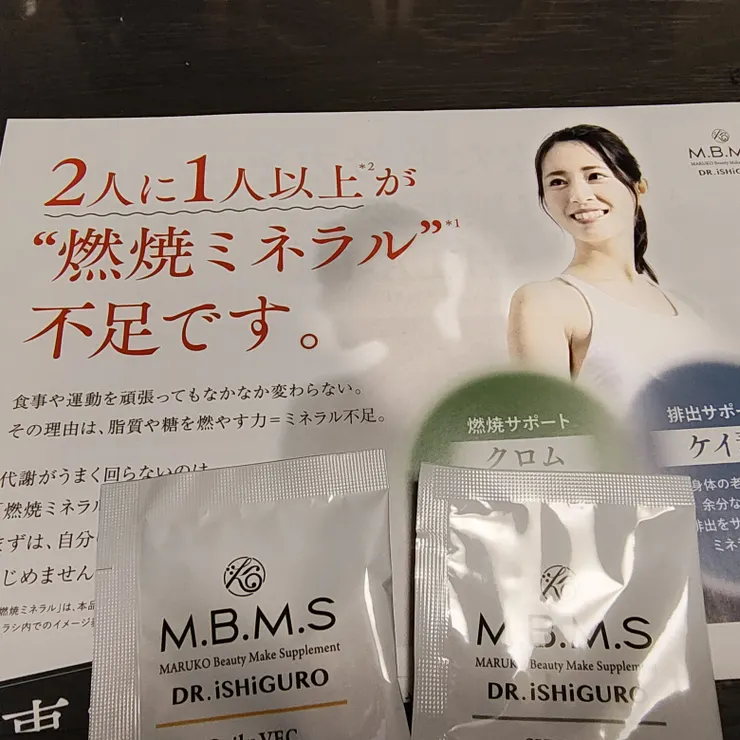 2人に1人以上*2が
“燃焼ミネラル”*1
不足です。
食事や運動を頑張ってもなかなか変わらない。
その理由は、脂質や糖を燃やす力＝ミネラル不足。
代謝がうまく回らないのは
燃焼ミネラ
まずは、自分
じめません
燃焼ミネラル」は、本品
ラシ内でのイメージ
M.B.M.S
MARUKO Beauty Make
DR.iSHiG
燃焼サポート
クロム
排出サポー
ケイ
身体の老
余分な
排出をサ
ミネ
M.B.M.S
MARUKO Beauty Make Supplement
DR.iSHiGURO
VEC
M.B.M.S
MARUKO Beauty Make Supplement
DR.iSHiGURO